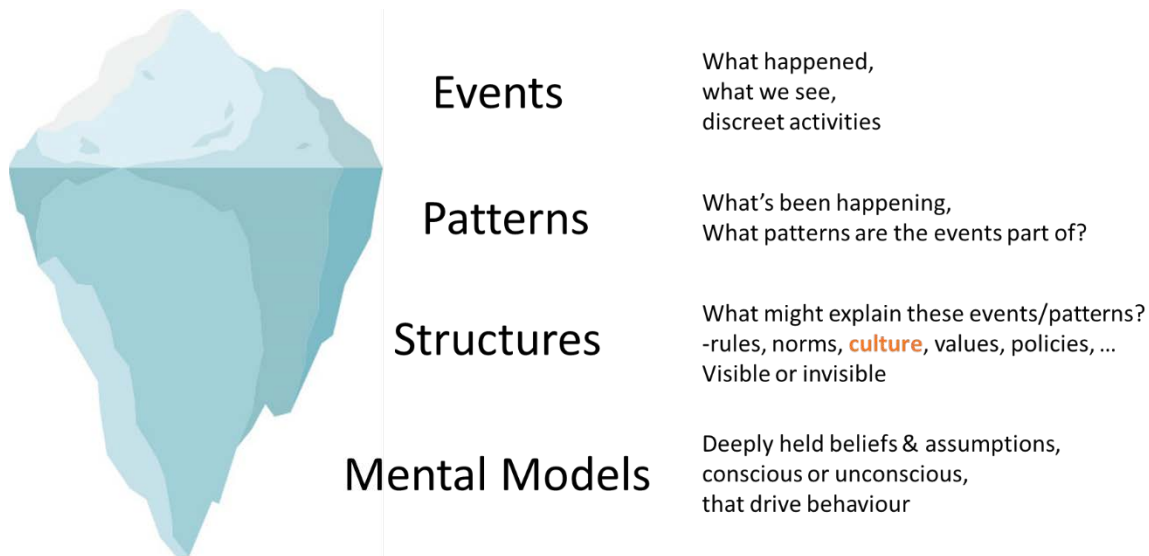 Events
What happened,
what we see,
discreet activities
Patterns
What's been happening,
What patterns are the events part of?
Structures
What might explain these events/patterns?
-rules, norms, culture, values, policies, ...
Visible or invisible
Mental Models
Deeply held beliefs & assumptions,
conscious or unconscious,
that drive behaviour